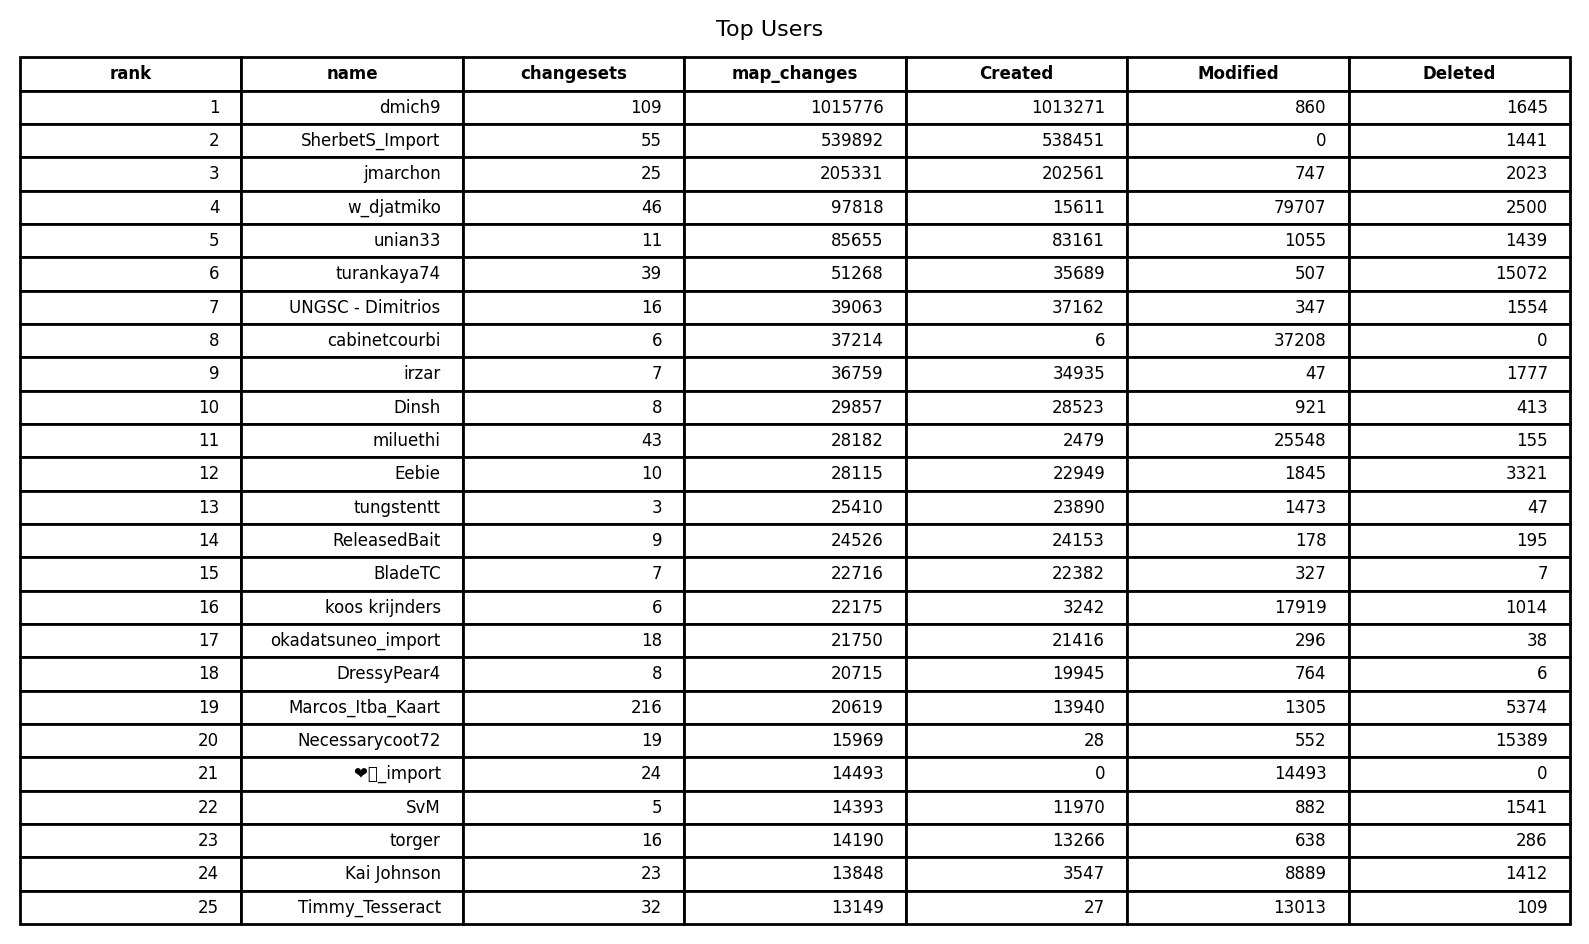 Top Users
rank name changesets map_changes Created Modified Deleted
1 dmich9 109 1015776 1013271 860 1645
2 SherbetS_Import 55 539892 538451 0 1441
3 jmarchon 25 205331 202561 747 2023
4 w_djatmiko 46 97818 15611 79707 2500
5 unian33 11 85655 83161 1055 1439
6 turankaya74 39 51268 35689 507 15072
7 UNGSC - Dimitrios 16 39063 37162 347 1554
8 cabinetcourbi 6 37214 6 37208 0
9 irzar 7 36759 34935 47 1777
10 Dinsh 8 29857 28523 921 413
11 miluethi 43 28182 2479 25548 155
12 Eebie 10 28115 22949 1845 3321
13 tungstentt 3 25410 23890 1473 47
14 ReleasedBait 9 24526 24153 178 195
15 BladeTC 7 22716 22382 327 7
16 koos krijnders 6 22175 3242 17919 1014
17 okadatsuneo_import 18 21750 21416 296 38
18 DressyPear4 8 20715 19945 764 6
19 Marcos_Itba_Kaart 216 20619 13940 1305 5374
20 Necessarycoot72 19 15969 28 552 15389
21 ❤▯_import 24 14493 0 14493 0
22 SvM 5 14393 11970 882 1541
23 torger 16 14190 13266 638 286
24 Kai Johnson 23 13848 3547 8889 1412
25 Timmy_Tesseract 32 13149 27 13013 109